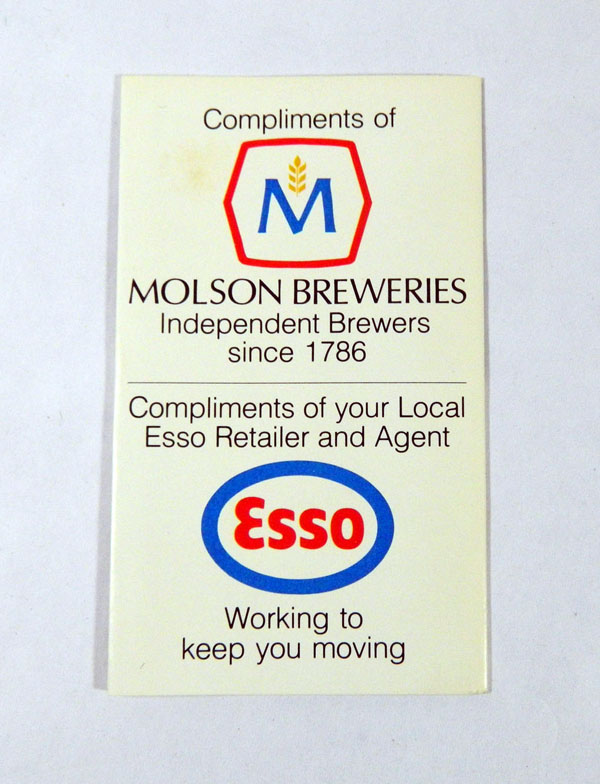 Compliments of
M
MOLSON BREWERIES
Independent Brewers
since 1786
Compliments of your Local
Esso Retailer and Agent
Esso
Working to
keep you moving